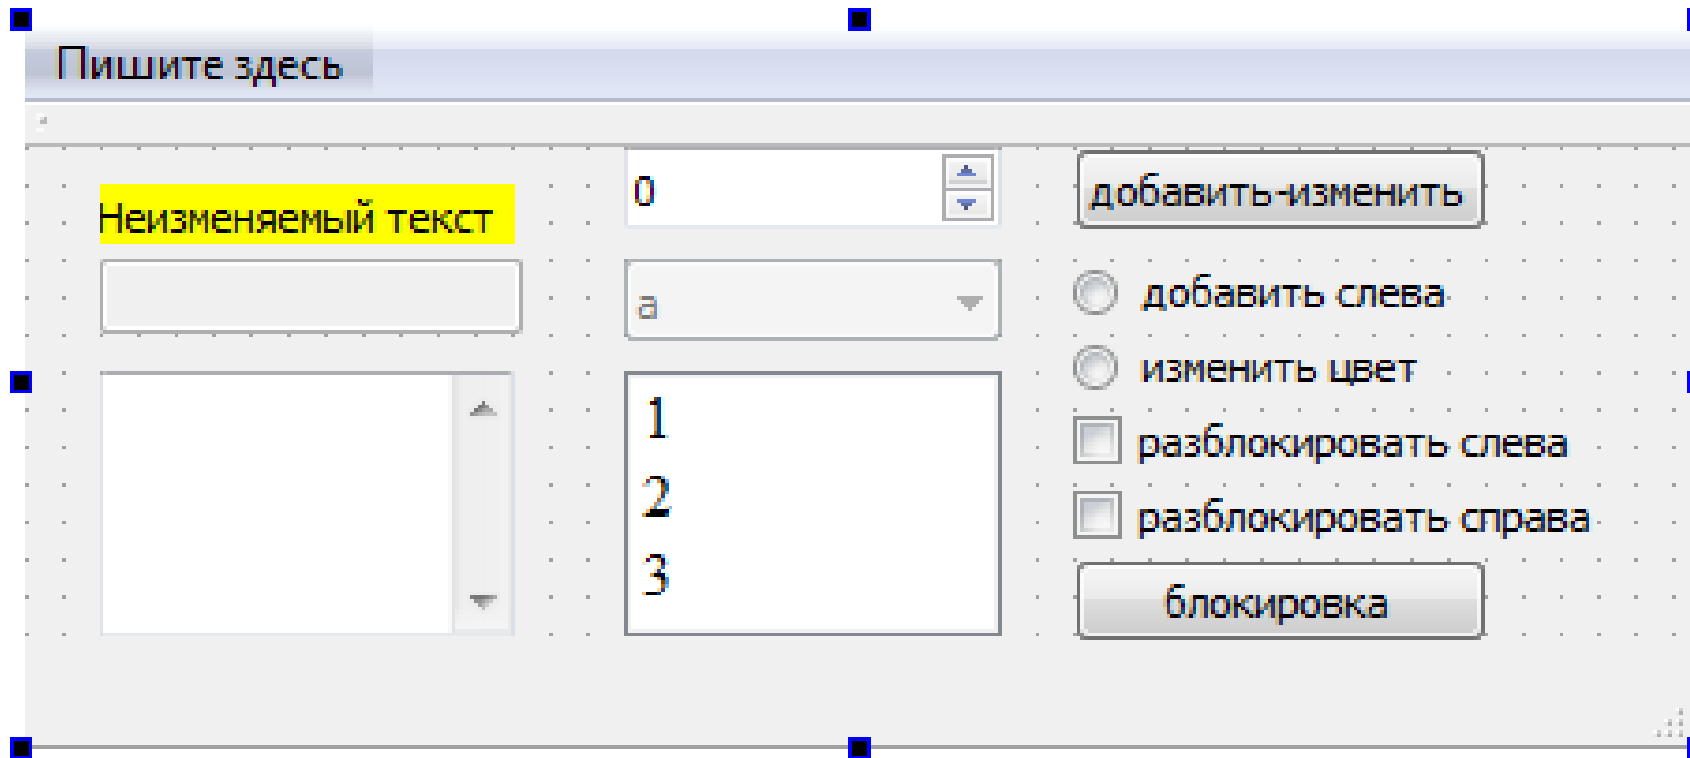 Пишите здесь
Неизменяемый текст
0
добавить-изменить
a
добавить слева
изменить цвет
1
2
3
разблокировать слева
разблокировать справа
блокировка